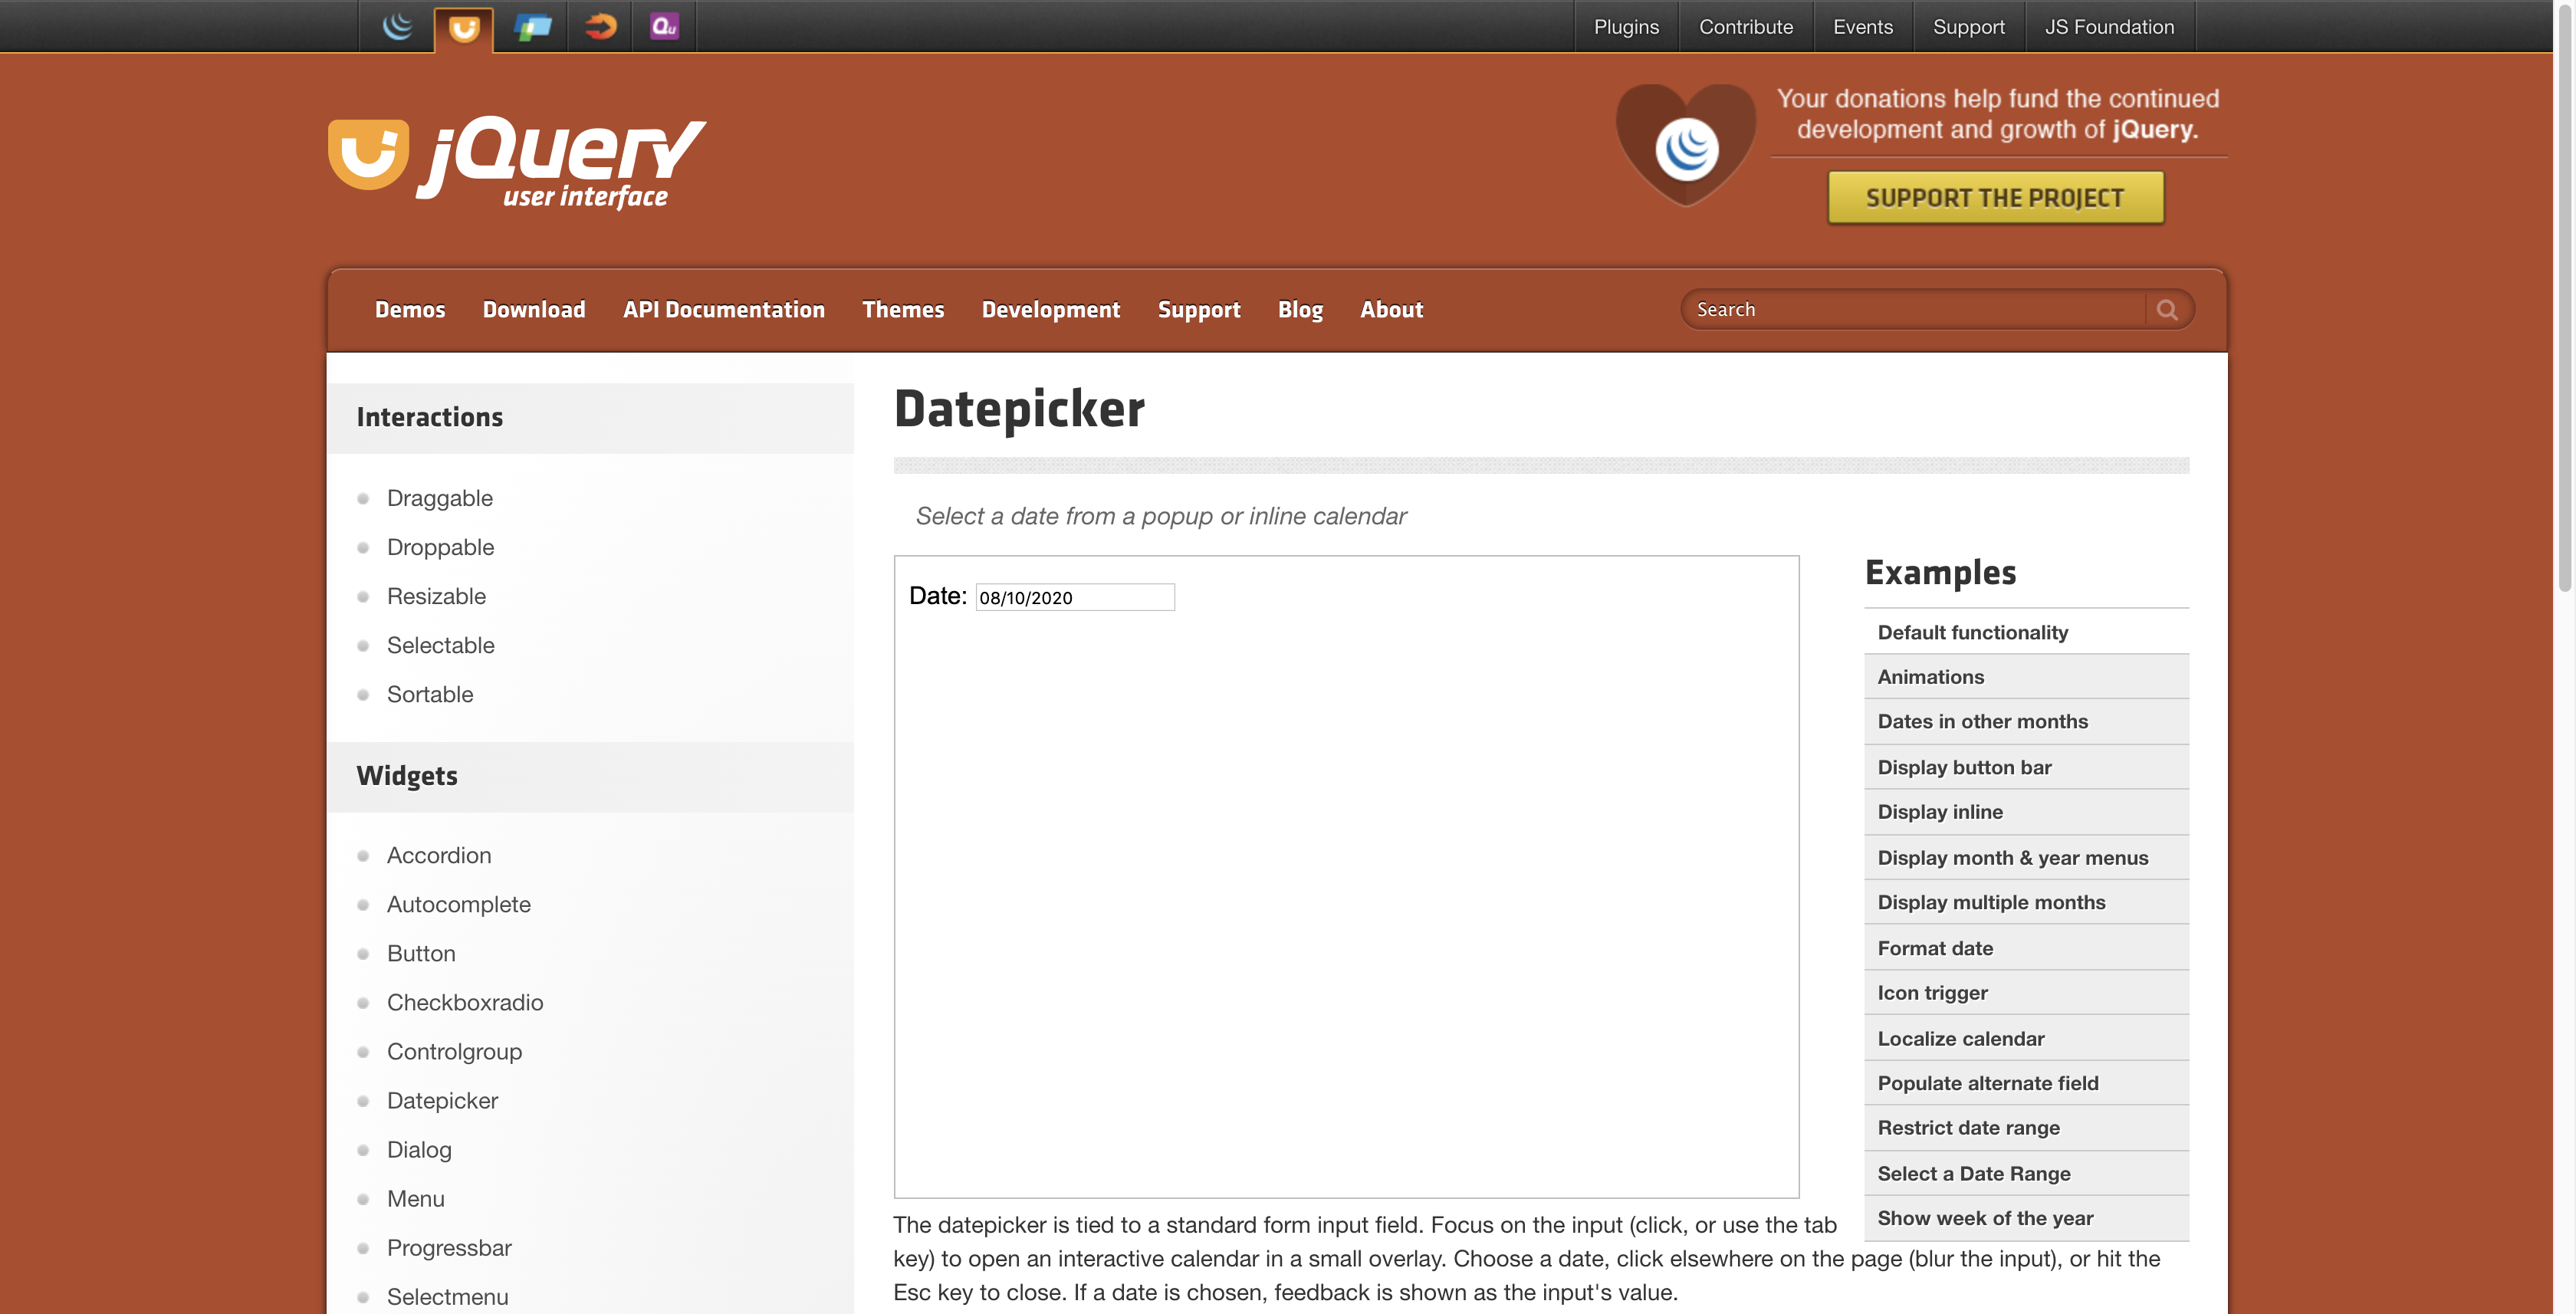 Qu
Plugins
Contribute
Events
Support
JS Foundation
jQuery
user interface
Your donations help fund the continued
development and growth of jQuery.
SUPPORT THE PROJECT
Demos
Download
API Documentation
Themes
Development
Support
Blog
About
Search
Interactions
Draggable
Droppable
Resizable
Selectable
Sortable
Widgets
Accordion
Autocomplete
Button
Checkboxradio
Controlgroup
Datepicker
Dialog
Menu
Progressbar
Selectmenu
Datepicker
Select a date from a popup or inline calendar
Date: 08/10/2020
Examples
Default functionality
Animations
Dates in other months
Display button bar
Display inline
Display month & year menus
Display multiple months
Format date
Icon trigger
Localize calendar
Populate alternate field
Restrict date range
Select a Date Range
Show week of the year
The datepicker is tied to a standard form input field. Focus on the input (click, or use the tab
key) to open an interactive calendar in a small overlay. Choose a date, click elsewhere on the page (blur the input), or hit the
Esc key to close. If a date is chosen, feedback is shown as the input's value.